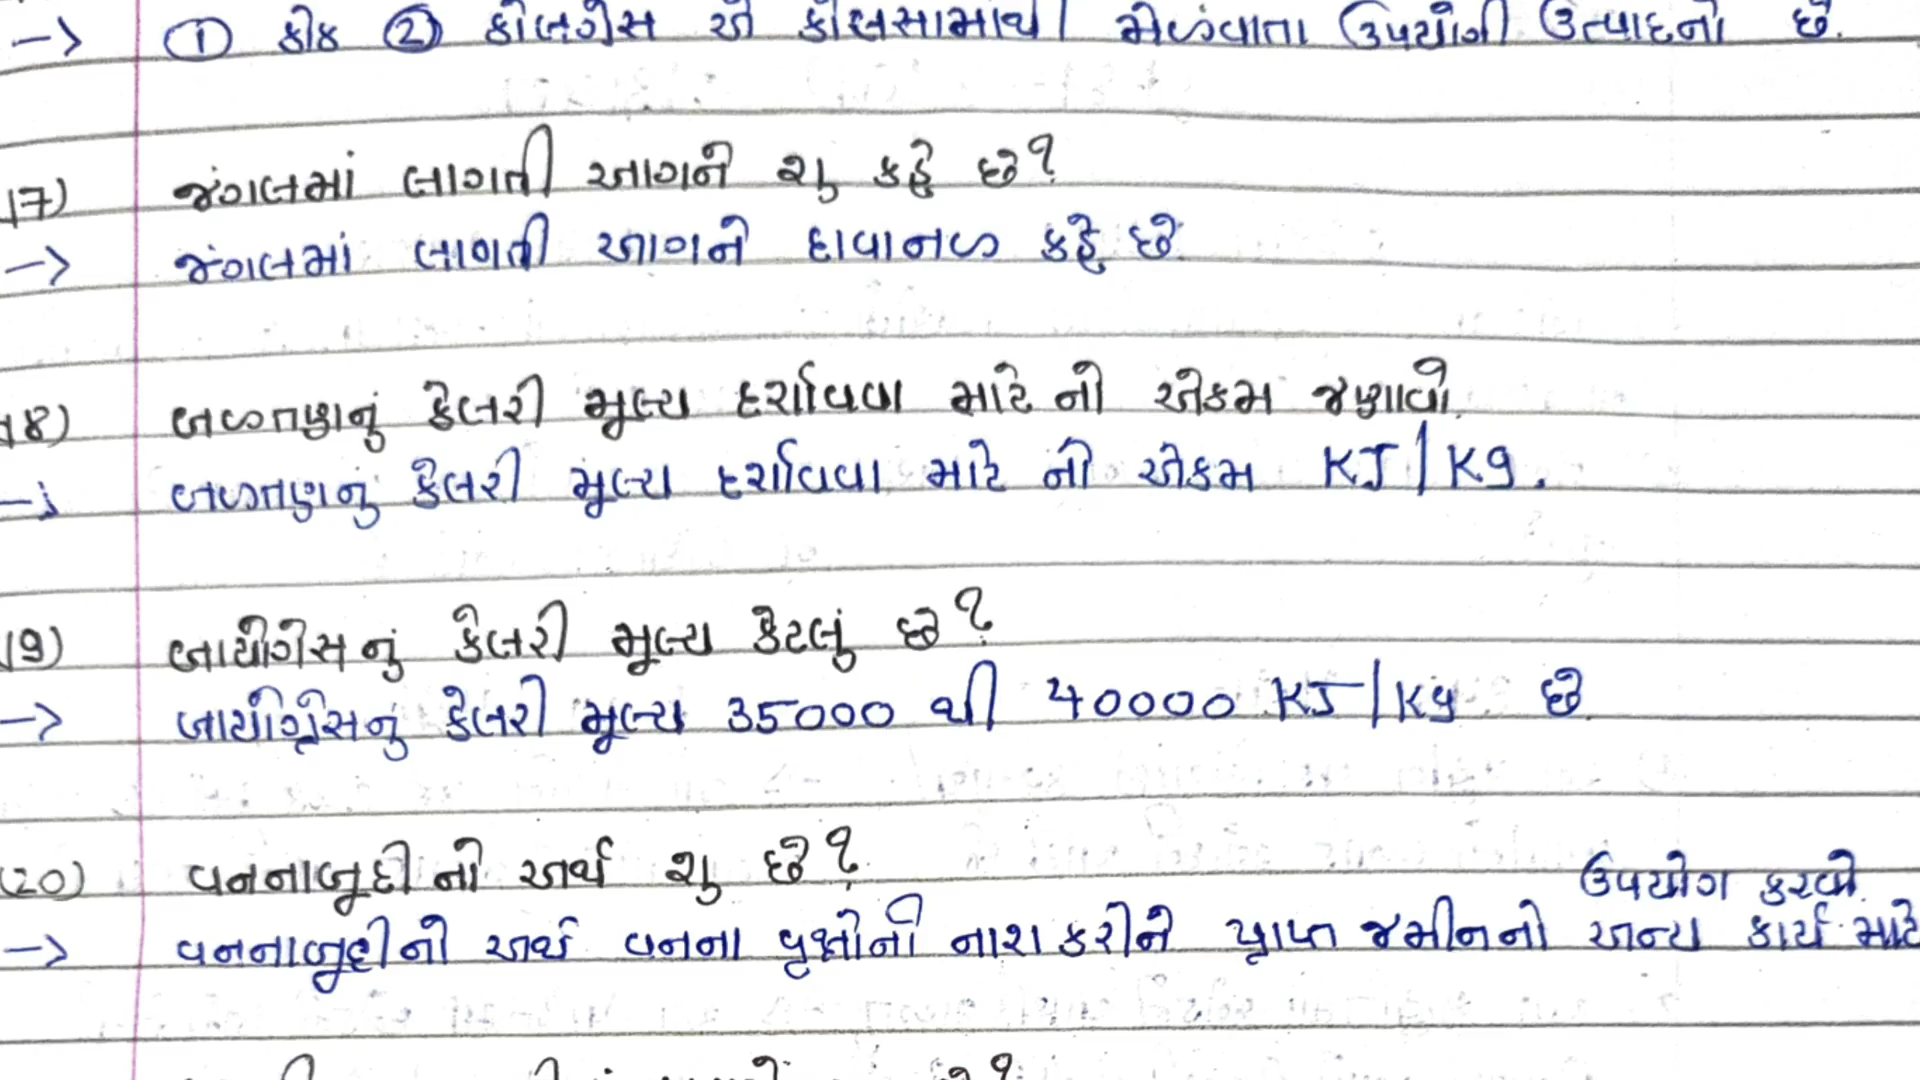 → ① કોક ② કોલગેસ એ કોલસામાંથી મેળવાતા ઉપયોગી ઉત્પાદનો છે.
17) જંગલમાં લાગતી આગને શુ કહે છે?
→ જંગલમાં લાગતી આગને દાવાનળ કહે છે.
18) બળતણનું કેલરી મૂલ્ય દર્શાવવા માટે નો એકમ જણાવો.
→ બળતણનું કેલરી મૂલ્ય દર્શાવવા માટે નો એકમ KJ/Kg.
19) બાયોગેસ નું કેલરી મૂલ્ય કેટલું છે?
→ બાયોગેસનું કેલરી મૂલ્ય 35000 થી 40000 KJ/Kg છે
20) વનનાબૂદી નો અર્થ શુ છે?
ઉપયોગ કરવો.
→ વનનાબૂદીનો અર્થ વનના વૃક્ષોનો નાશ કરીને પ્રાપ્ત જમીનનો અન્ય કાર્ય માટે